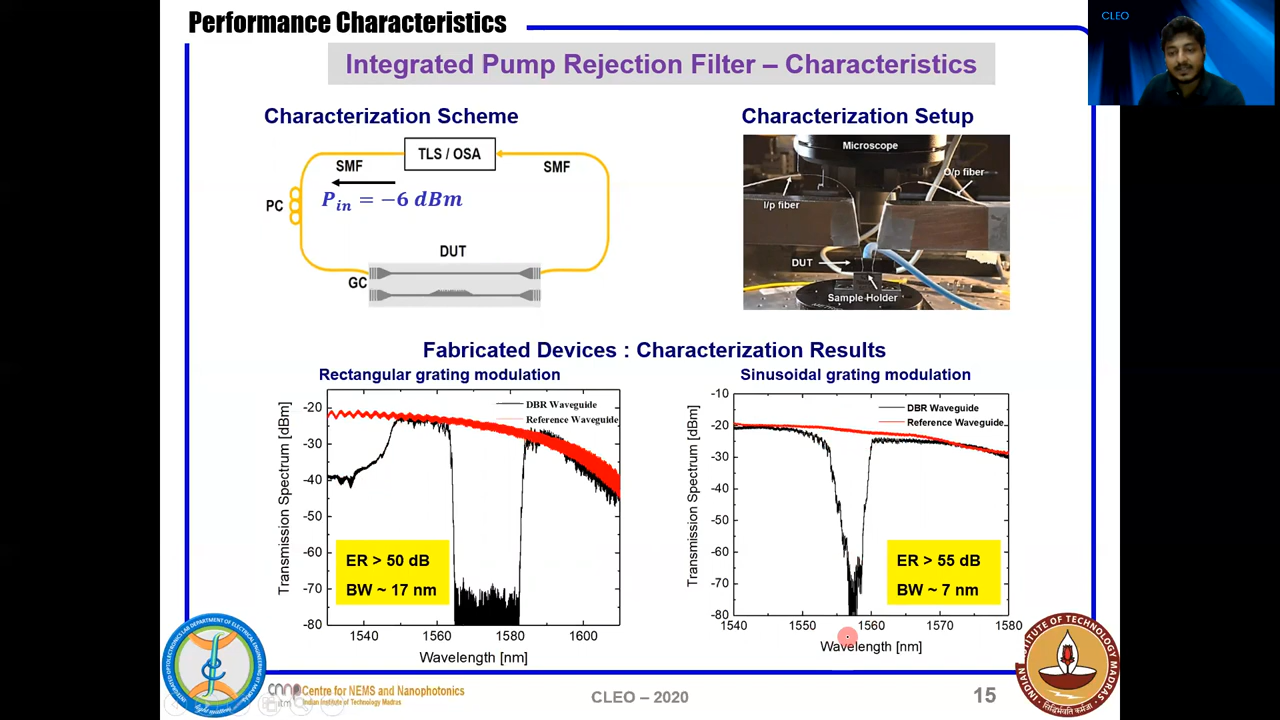 Performance Characteristics
CLEO
Integrated Pump Rejection Filter – Characteristics
Characterization Scheme
TLS / OSA
SMF
SMF
P_in = −6 dBm
PC
DUT
GC
Characterization Setup
Microscope
O/p fiber
I/p fiber
DUT
Sample Holder
Fabricated Devices : Characterization Results
Rectangular grating modulation
DBR Waveguide
Reference Waveguide
Transmission Spectrum [dBm]
-20
-30
-40
-50
-60
-70
-80
ER > 50 dB
BW ~ 17 nm
1540
1560
1580
1600
Wavelength [nm]
Sinusoidal grating modulation
DBR Waveguide
Reference Waveguide
Transmission Spectrum [dBm]
-10
-20
-30
-40
-50
-60
-70
-80
ER > 55 dB
BW ~ 7 nm
1540
1550
1560
1570
1580
Wavelength [nm]
Centre for NEMS and Nanophotonics
Indian Institute of Technology Madras
CLEO – 2020
15